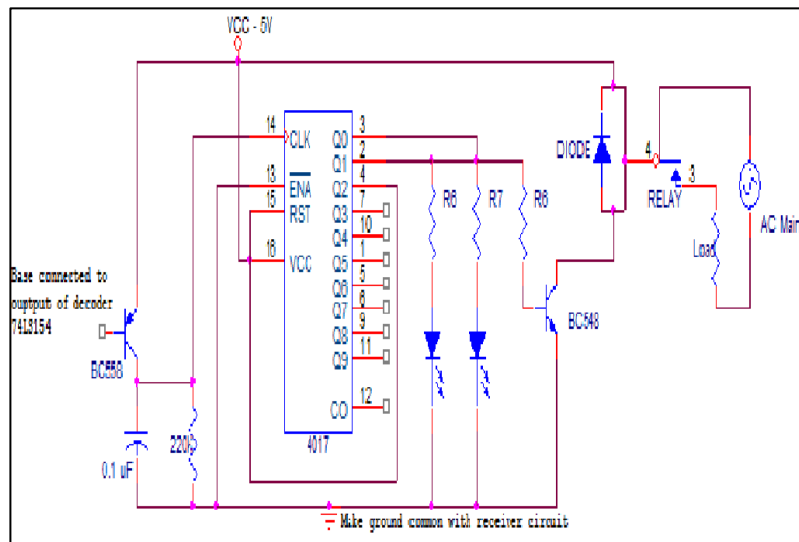 VCC - 5V
14
CLK
13
ENA
15
RST
16
VCC
Q0
3
Q1
2
Q2
4
Q3
7
Q4
10
Q5
1
Q6
5
Q7
6
Q8
9
Q9
11
CO
12
4017
R6
R7
R8
DIODE
4
3
RELAY
Load
AC Main
BC548
Base connected to
ouptput of decoder
74LS154
BC558
0.1 uF
220k
Make ground common with receiver circuit